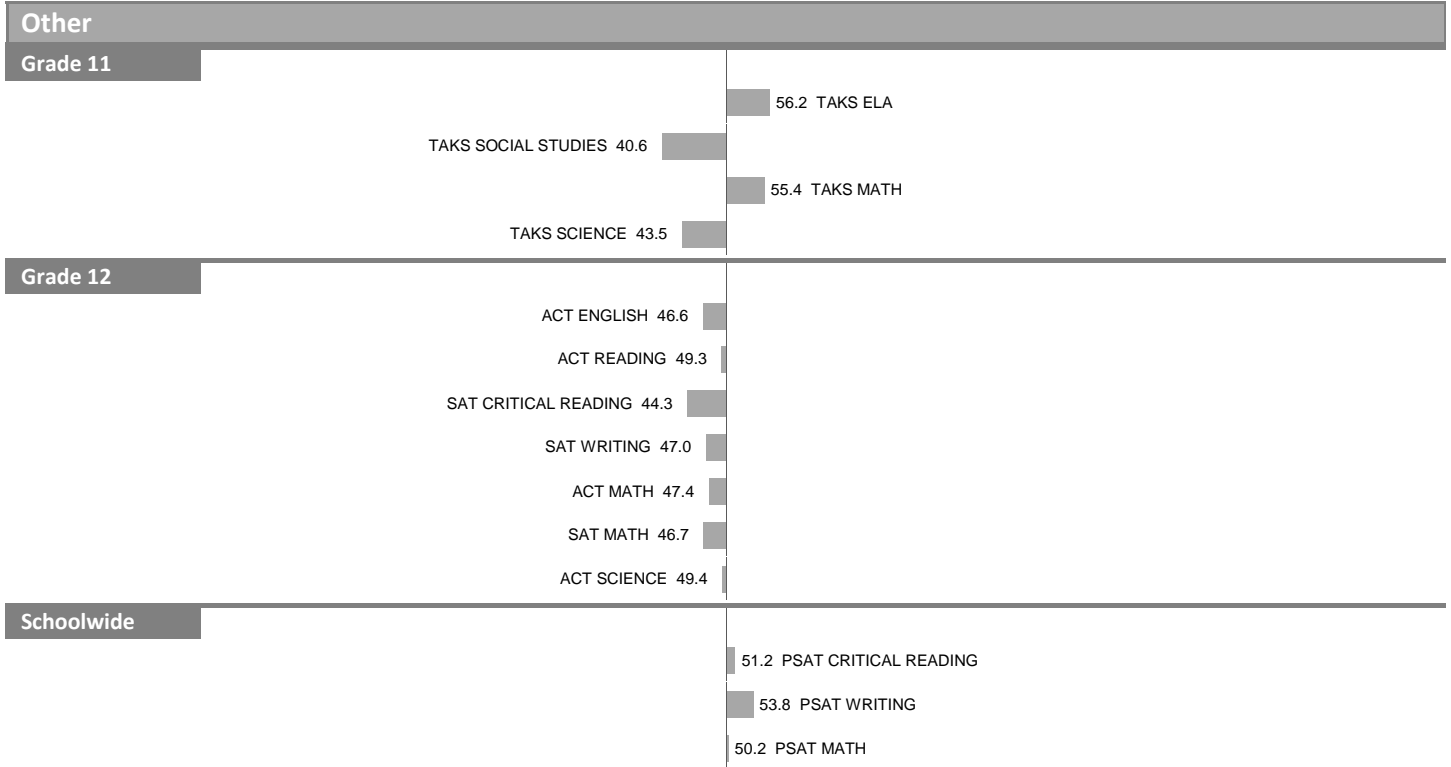 Other
Grade 11
56.2 TAKS ELA
TAKS SOCIAL STUDIES 40.6
55.4 TAKS MATH
TAKS SCIENCE 43.5
Grade 12
ACT ENGLISH 46.6
ACT READING 49.3
SAT CRITICAL READING 44.3
SAT WRITING 47.0
ACT MATH 47.4
SAT MATH 46.7
ACT SCIENCE 49.4
Schoolwide
51.2 PSAT CRITICAL READING
53.8 PSAT WRITING
50.2 PSAT MATH